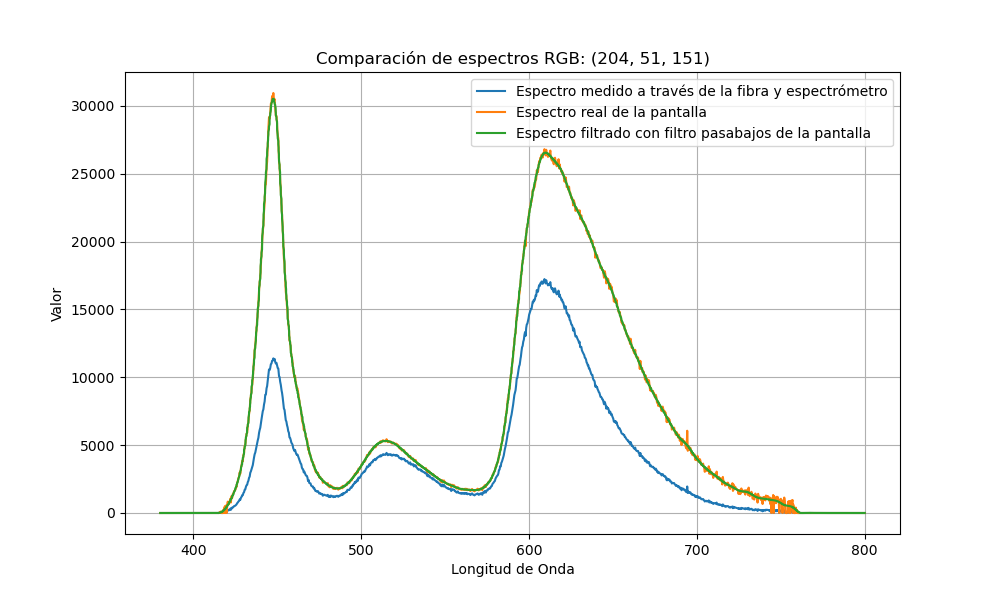 Comparación de espectros RGB: (204, 51, 151)
Espectro medido a través de la fibra y espectrómetro
Espectro real de la pantalla
Espectro filtrado con filtro pasabajos de la pantalla
Valor
30000
25000
20000
15000
10000
5000
0
400 500 600 700 800
Longitud de Onda